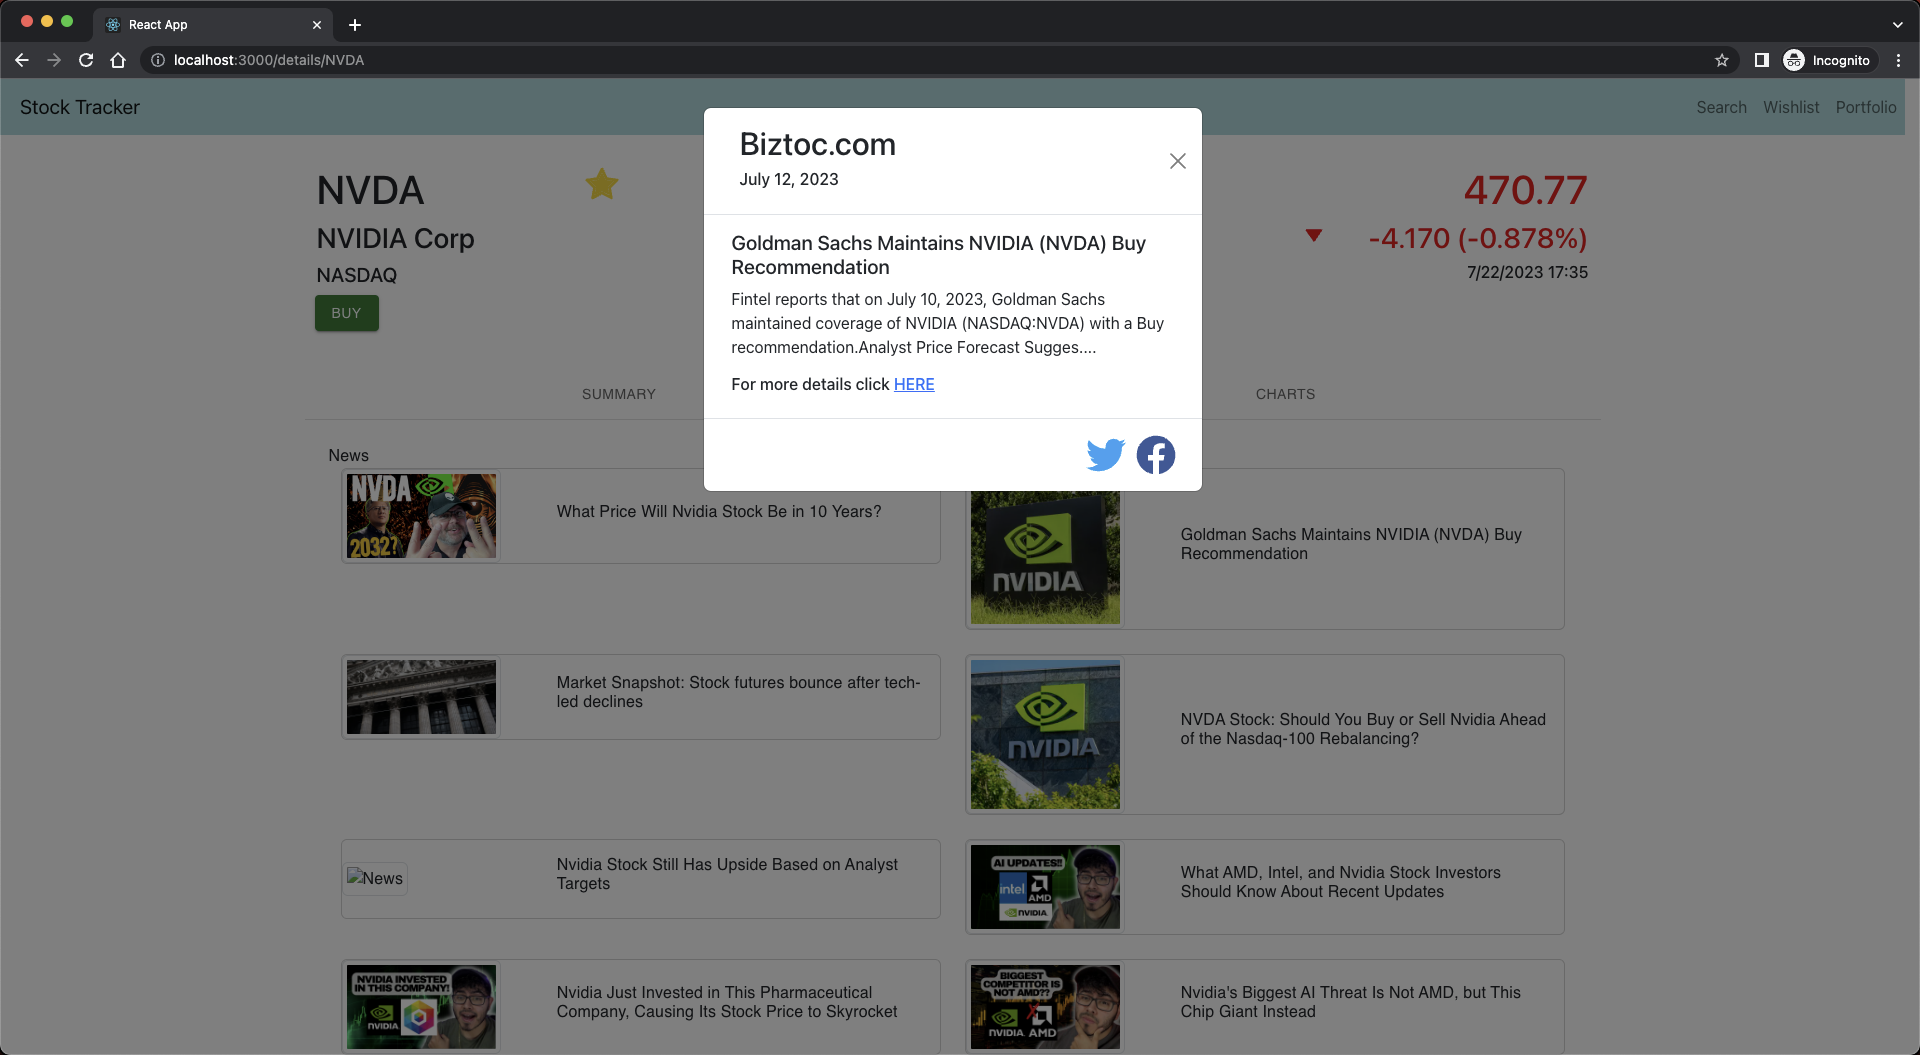 React App
localhost:3000/details/NVDA
Incognito
Stock Tracker
Search Wishlist Portfolio
NVDA
NVIDIA Corp
NASDAQ
BUY
470.77
-4.170 (-0.878%)
7/22/2023 17:35
Biztoc.com
July 12, 2023
Goldman Sachs Maintains NVIDIA (NVDA) Buy
Recommendation
Fintel reports that on July 10, 2023, Goldman Sachs
maintained coverage of NVIDIA (NASDAQ:NVDA) with a Buy
recommendation.Analyst Price Forecast Sugges....
For more details click HERE
SUMMARY
CHARTS
News
NVDA
2032?
What Price Will Nvidia Stock Be in 10 Years?
NVIDIA
Goldman Sachs Maintains NVIDIA (NVDA) Buy
Recommendation
Market Snapshot: Stock futures bounce after tech-
led declines
NVIDIA
NVDA Stock: Should You Buy or Sell Nvidia Ahead
of the Nasdaq-100 Rebalancing?
News
Nvidia Stock Still Has Upside Based on Analyst
Targets
AI UPDATES!!
intel
AMD
NVIDIA
What AMD, Intel, and Nvidia Stock Investors
Should Know About Recent Updates
NVIDIA INVESTED
IN THIS COMPANY!
NVIDIA
Nvidia Just Invested in This Pharmaceutical
Company, Causing Its Stock Price to Skyrocket
BIGGEST
COMPETITOR IS
NOT AMD??
NVIDIA AMD
Nvidia's Biggest AI Threat Is Not AMD, but This
Chip Giant Instead